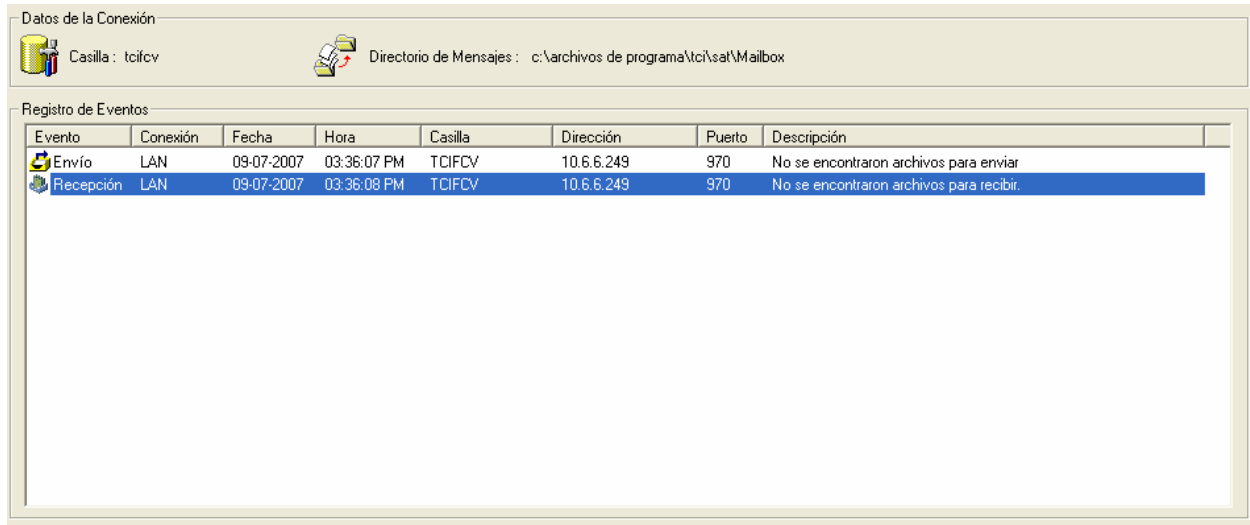 Datos de la Conexión
Casilla : tcifcv
Directorio de Mensajes : c:\archivos de programa\tci\sat\Mailbox
Registro de Eventos
Evento Conexión Fecha Hora Casilla Dirección Puerto Descripción
Envío LAN 09-07-2007 03:36:07 PM TCIFCV 10.6.6.249 970 No se encontraron archivos para enviar
Recepción LAN 09-07-2007 03:36:08 PM TCIFCV 10.6.6.249 970 No se encontraron archivos para recibir.